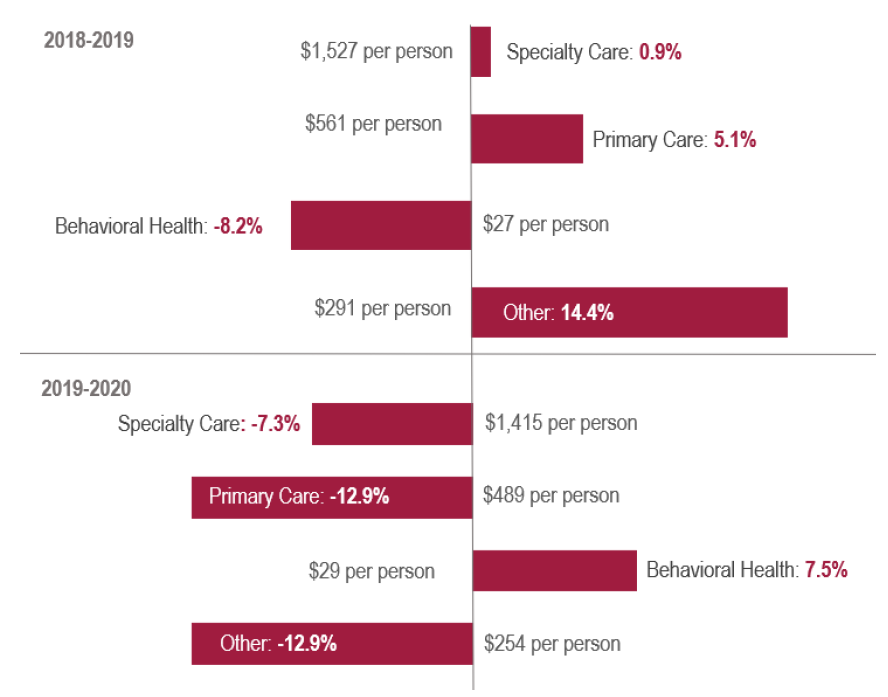 2018-2019
$1,527 per person
Specialty Care: 0.9%
$561 per person
Primary Care: 5.1%
Behavioral Health: -8.2%
$27 per person
$291 per person
Other: 14.4%
2019-2020
Specialty Care: -7.3%
$1,415 per person
Primary Care: -12.9%
$489 per person
$29 per person
Behavioral Health: 7.5%
Other: -12.9%
$254 per person